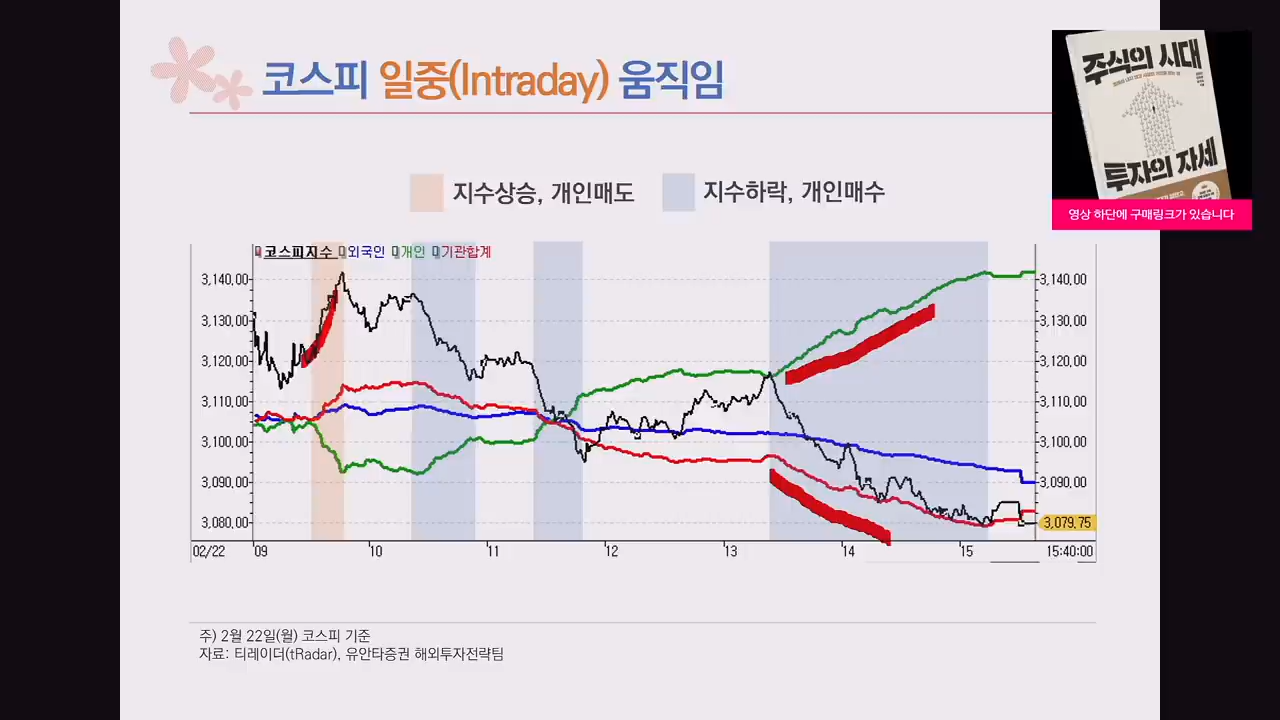 코스피 일중(Intraday) 움직임
주식의 시대
투자의 자세
영상 하단에 구매링크가 있습니다
지수상승, 개인매도
지수하락, 개인매수
코스피지수 외국인 개인 기관합계
3,140.00
3,130.00
3,120.00
3,110.00
3,100.00
3,090.00
3,080.00
3,140.00
3,130.00
3,120.00
3,110.00
3,100.00
3,090.00
3,079.75
02/22 09 10 11 12 13 14 15 15:40:00
주) 2월 22일(월) 코스피 기준
자료: 티레이더(tRadar), 유안타증권 해외투자전략팀